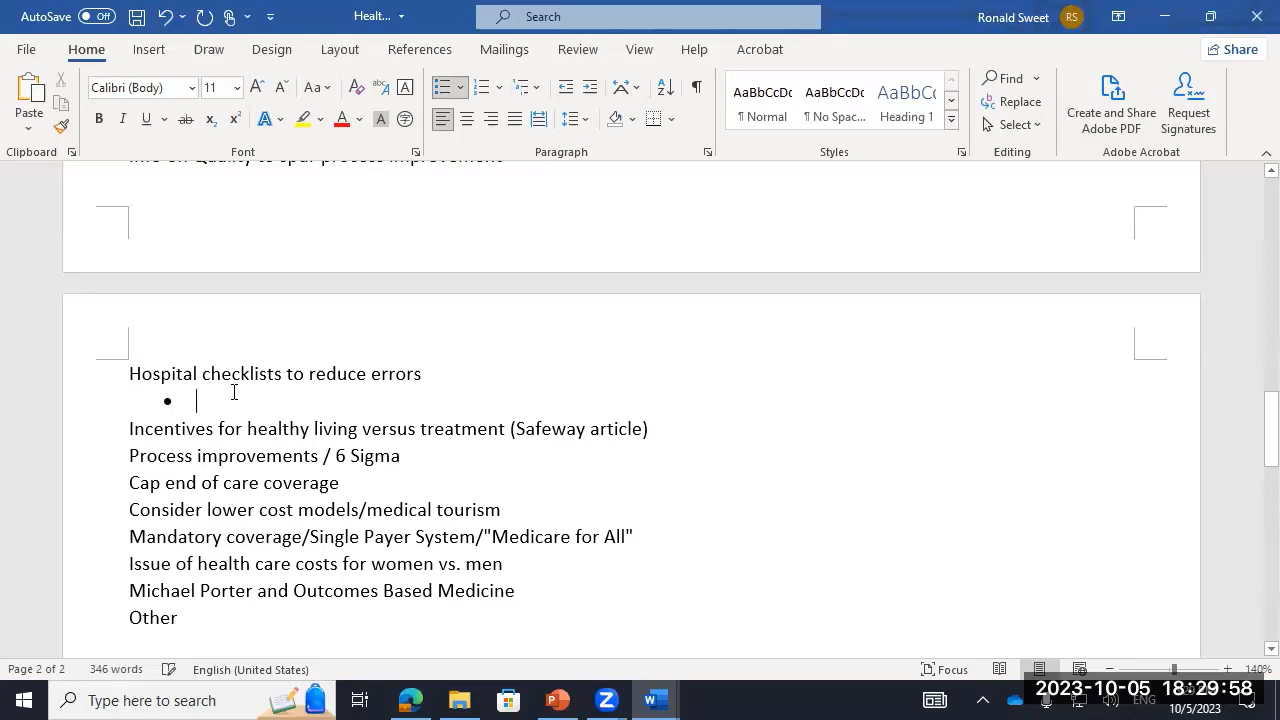 AutoSave Off Healt... Search Ronald Sweet RS
File Home Insert Draw Design Layout References Mailings Review View Help Acrobat Share
Paste Calibri (Body) 11 Find Replace Select
AaBbCcDc AaBbCcDc AaBbC
¶ Normal ¶ No Spac... Heading 1
Create and Share Adobe PDF Request Signatures
Clipboard Font Paragraph Styles Editing Adobe Acrobat
Hospital checklists to reduce errors
•
Incentives for healthy living versus treatment (Safeway article)
Process improvements / 6 Sigma
Cap end of care coverage
Consider lower cost models/medical tourism
Mandatory coverage/Single Payer System/"Medicare for All"
Issue of health care costs for women vs. men
Michael Porter and Outcomes Based Medicine
Other
Page 2 of 2 346 words English (United States) Focus 140%
Type here to search 2023-10-05 18:29:58 ENG
10/5/2023